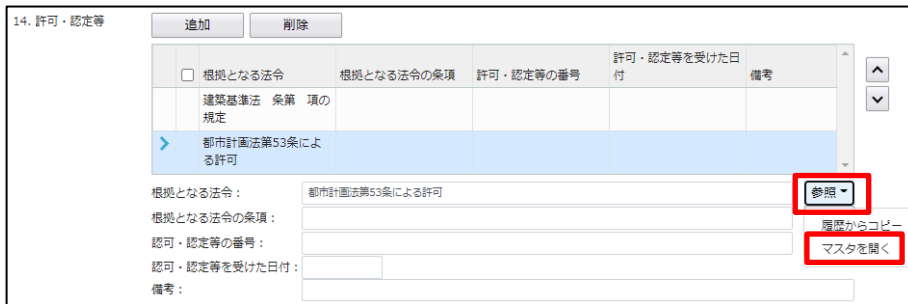 14. 許可・認定等
追加
削除
根拠となる法令
根拠となる法令の条項
許可・認定等の番号
許可・認定等を受けた日
付
備考
建築基準法　条第　項の
規定
都市計画法第53条によ
る許可
根拠となる法令：
都市計画法第53条による許可
参照
根拠となる法令の条項：
履歴からコピー
認可・認定等の番号：
マスタを開く
認可・認定等を受けた日付：
備考：